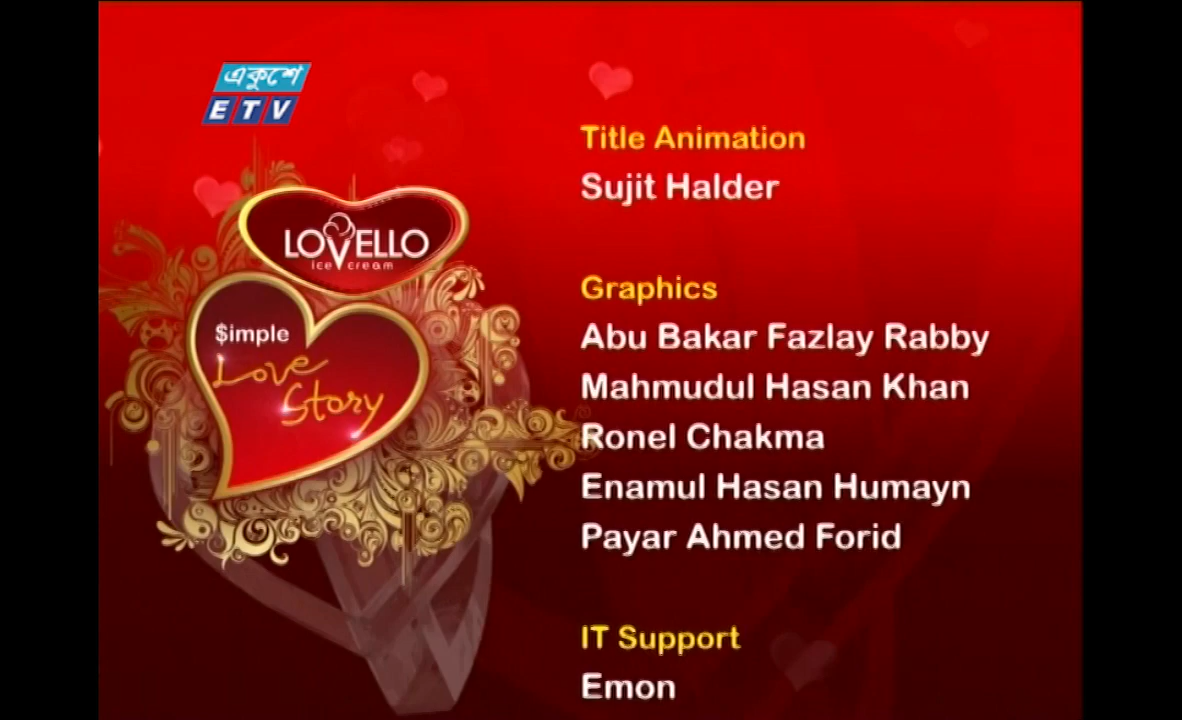 একুশে
ETV
LOVELLO
ice cream
$imple
Love
Story
Title Animation
Sujit Halder
Graphics
Abu Bakar Fazlay Rabby
Mahmudul Hasan Khan
Ronel Chakma
Enamul Hasan Humayn
Payar Ahmed Forid
IT Support
Emon